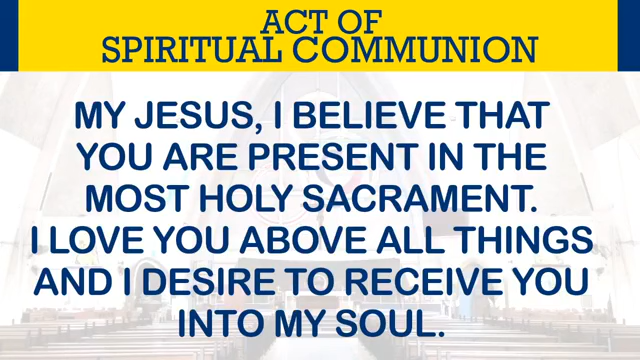 ACT OF
SPIRITUAL COMMUNION
MY JESUS, I BELIEVE THAT
YOU ARE PRESENT IN THE
MOST HOLY SACRAMENT.
I LOVE YOU ABOVE ALL THINGS
AND I DESIRE TO RECEIVE YOU
INTO MY SOUL.